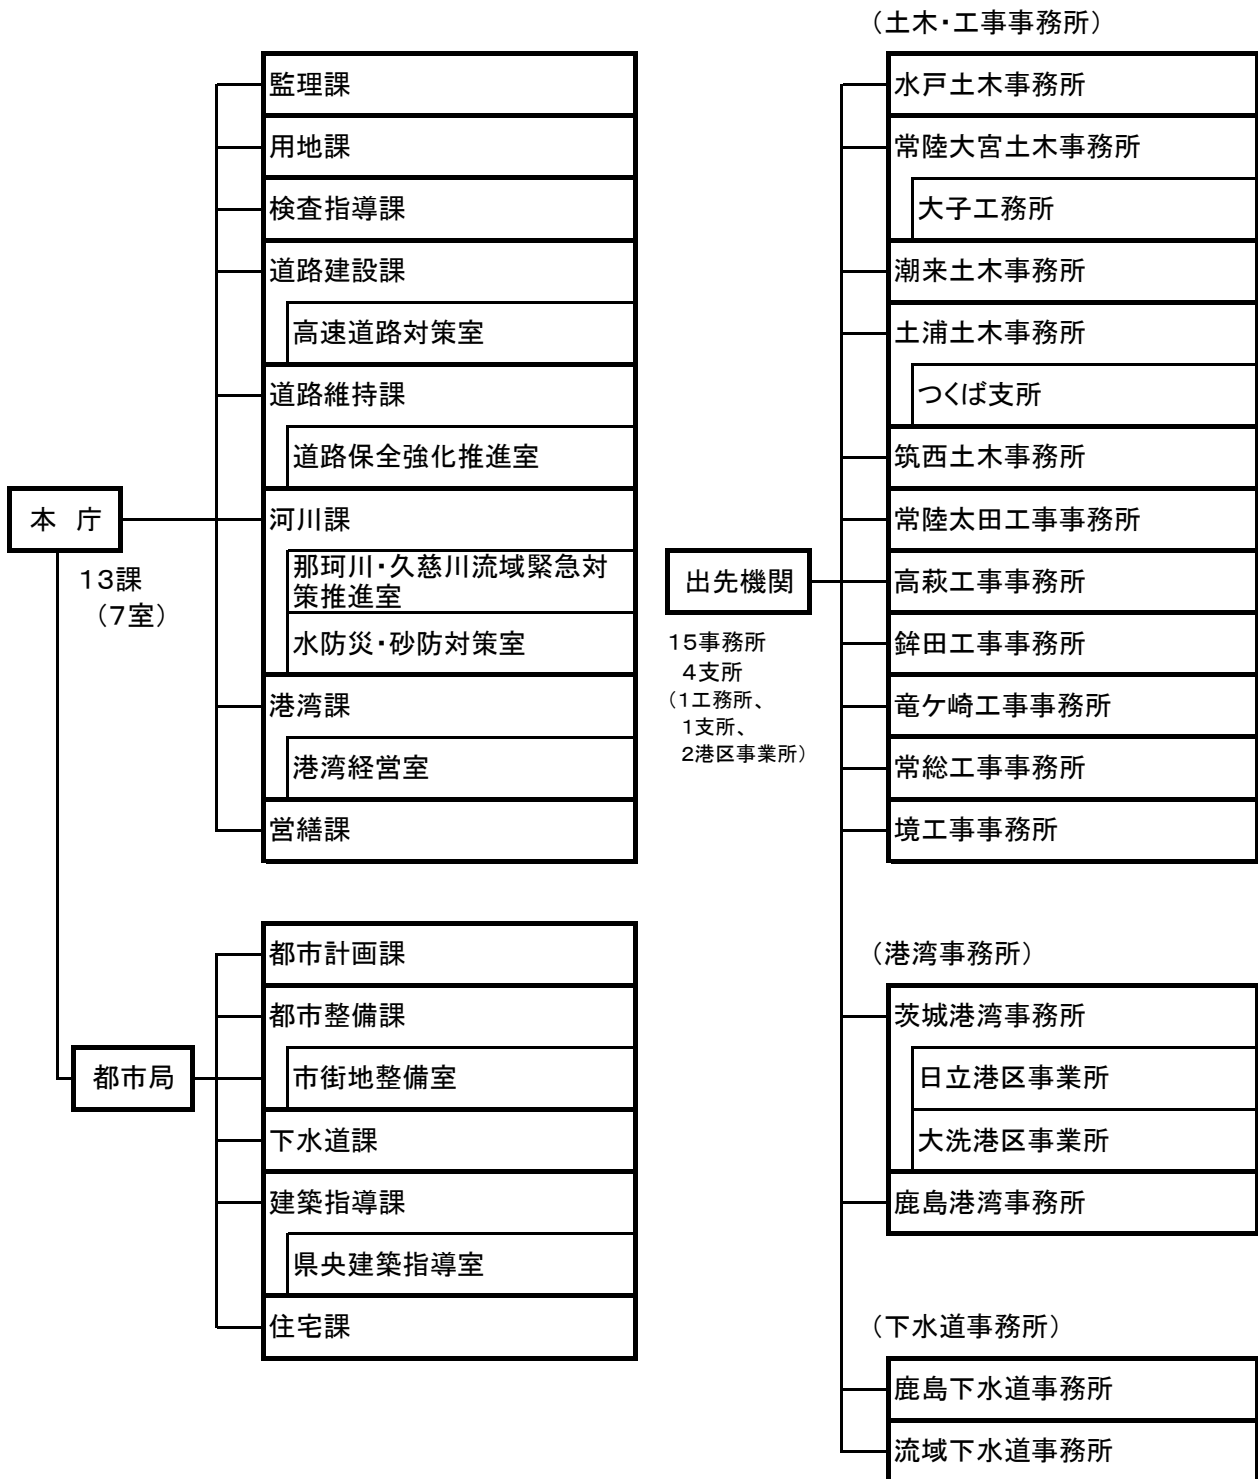 本 庁
13課
（7室）
監理課
用地課
検査指導課
道路建設課
高速道路対策室
道路維持課
道路保全強化推進室
河川課
那珂川・久慈川流域緊急対
策推進室
水防災・砂防対策室
港湾課
港湾経営室
営繕課
都市局
都市計画課
都市整備課
市街地整備室
下水道課
建築指導課
県央建築指導室
住宅課
出先機関
15事務所
4支所
（1工務所、
1支所、
2港区事業所）
（土木・工事事務所）
水戸土木事務所
常陸大宮土木事務所
大子工務所
潮来土木事務所
土浦土木事務所
つくば支所
筑西土木事務所
常陸太田工事事務所
高萩工事事務所
鉾田工事事務所
竜ケ崎工事事務所
常総工事事務所
境工事事務所
（港湾事務所）
茨城港湾事務所
日立港区事業所
大洗港区事業所
鹿島港湾事務所
（下水道事務所）
鹿島下水道事務所
流域下水道事務所